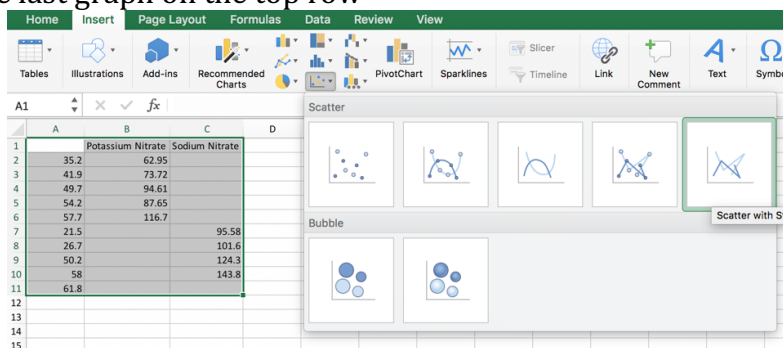 e last graph on the top row
Home Insert Page Layout Formulas Data Review View
Tables Illustrations Add-ins Recommended Charts PivotChart Sparklines Slicer Timeline Link New Comment Text Symbo
A1 fx
Scatter
A B C D
1 Potassium Nitrate Sodium Nitrate
2 35.2 62.95
3 41.9 73.72
4 49.7 94.61
5 54.2 87.65
6 57.7 116.7
7 21.5 95.58
8 26.7 101.6
9 50.2 124.3
10 58 143.8
11 61.8
12
13
14
15
Scatter with S
Bubble